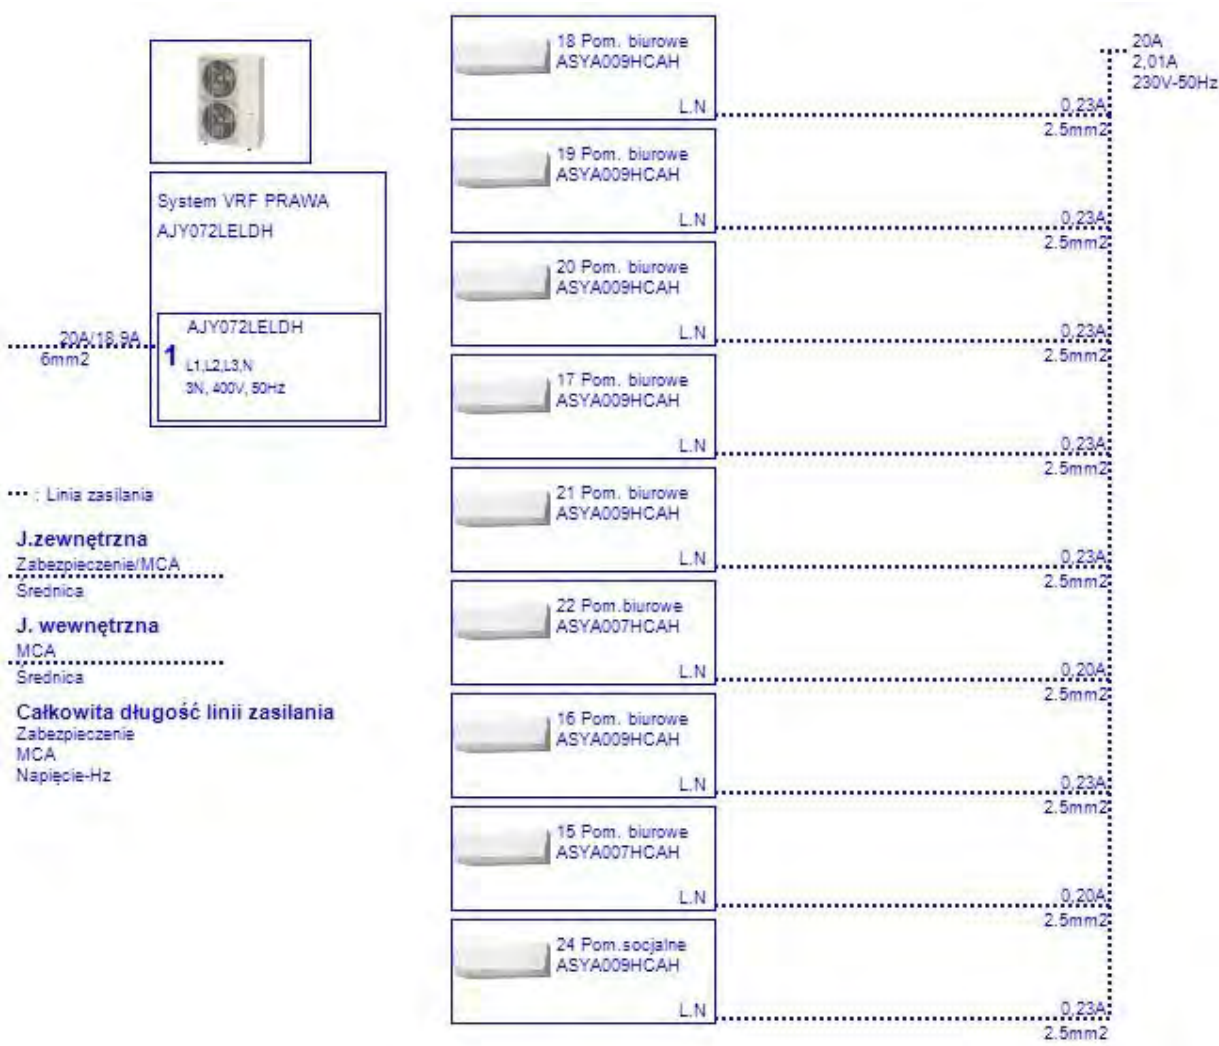 System VRF PRAWA
AJY072LELDH
20A/18.9A
6mm2
AJY072LELDH
1
L1,L2,L3,N
3N, 400V, 50Hz
... : Linia zasilania
J.zewnętrzna
Zabezpieczenie/MCA
Średnica
J. wewnętrzna
MCA
Średnica
Całkowita długość linii zasilania
Zabezpieczenie
MCA
Napięcie-Hz
18 Pom. biurowe
ASYA009HCAH
L.N
0,23A
2.5mm2
19 Pom. biurowe
ASYA009HCAH
L.N
0,23A
2.5mm2
20 Pom. biurowe
ASYA009HCAH
L.N
0,23A
2.5mm2
17 Pom. biurowe
ASYA009HCAH
L.N
0,23A
2.5mm2
21 Pom. biurowe
ASYA009HCAH
L.N
0,23A
2.5mm2
22 Pom.biurowe
ASYA007HCAH
L.N
0,20A
2.5mm2
16 Pom. biurowe
ASYA009HCAH
L.N
0,23A
2.5mm2
15 Pom. biurowe
ASYA007HCAH
L.N
0,20A
2.5mm2
24 Pom.socjalne
ASYA009HCAH
L.N
0,23A
2.5mm2
20A
2,01A
230V-50Hz